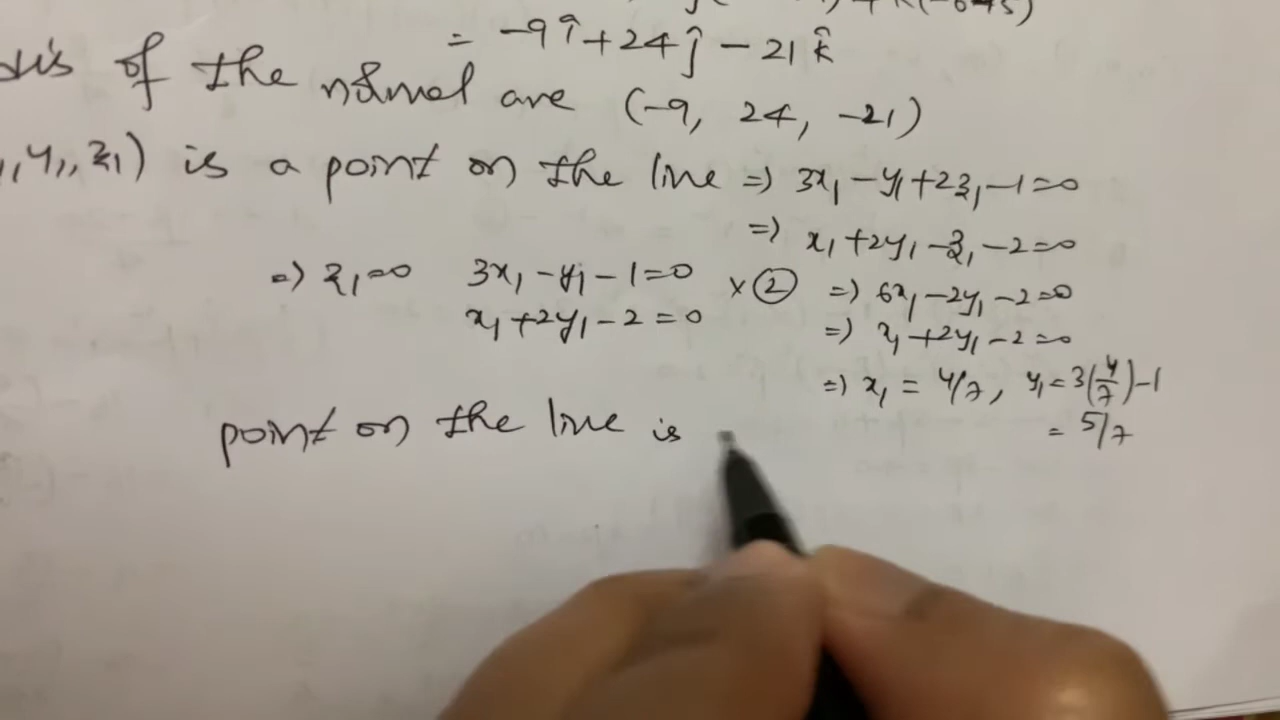 = -9î + 24ĵ - 21k̂
of the normal are (-9, 24, -21)
, y₁, z₁) is a point on the line => 3x₁ - y₁ + 2z₁ - 1 = 0
=> x₁ + 2y₁ - z₁ - 2 = 0
=> z₁ = 0 3x₁ - y₁ - 1 = 0 × ② => 6x₁ - 2y₁ - 2 = 0
x₁ + 2y₁ - 2 = 0 => x₁ + 2y₁ - 2 = 0
=> x₁ = 4/7, y₁ = 3(4/7) - 1
point on the line is = 5/7